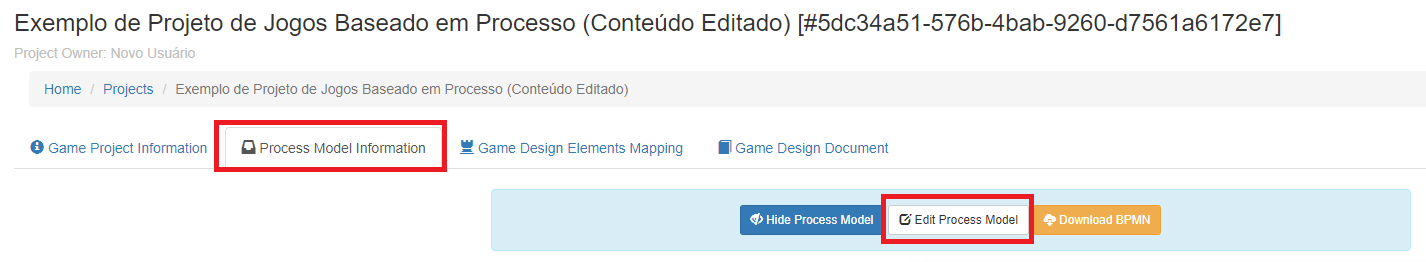 Exemplo de Projeto de Jogos Baseado em Processo (Conteúdo Editado) [#5dc34a51-576b-4bab-9260-d7561a6172e7]
Project Owner: Novo Usuário
Home / Projects / Exemplo de Projeto de Jogos Baseado em Processo (Conteúdo Editado)
Game Project Information Process Model Information Game Design Elements Mapping Game Design Document
Hide Process Model Edit Process Model Download BPMN